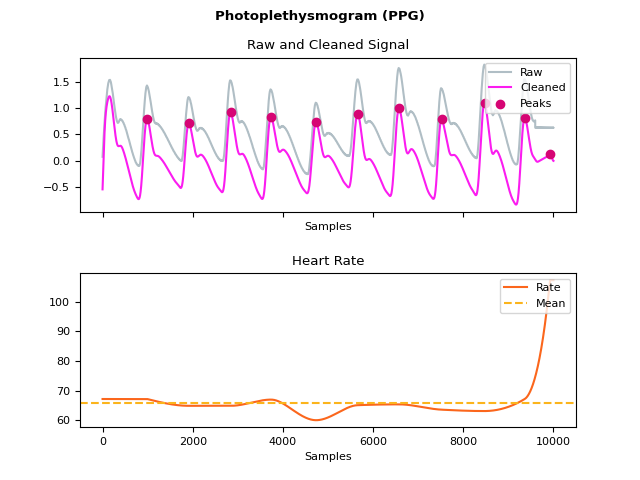 Photoplethysmogram (PPG)
Raw and Cleaned Signal
1.5
1.0
0.5
0.0
−0.5
Raw
Cleaned
Peaks
Samples
Heart Rate
100
90
80
70
60
Rate
Mean
0
2000
4000
6000
8000
10000
Samples